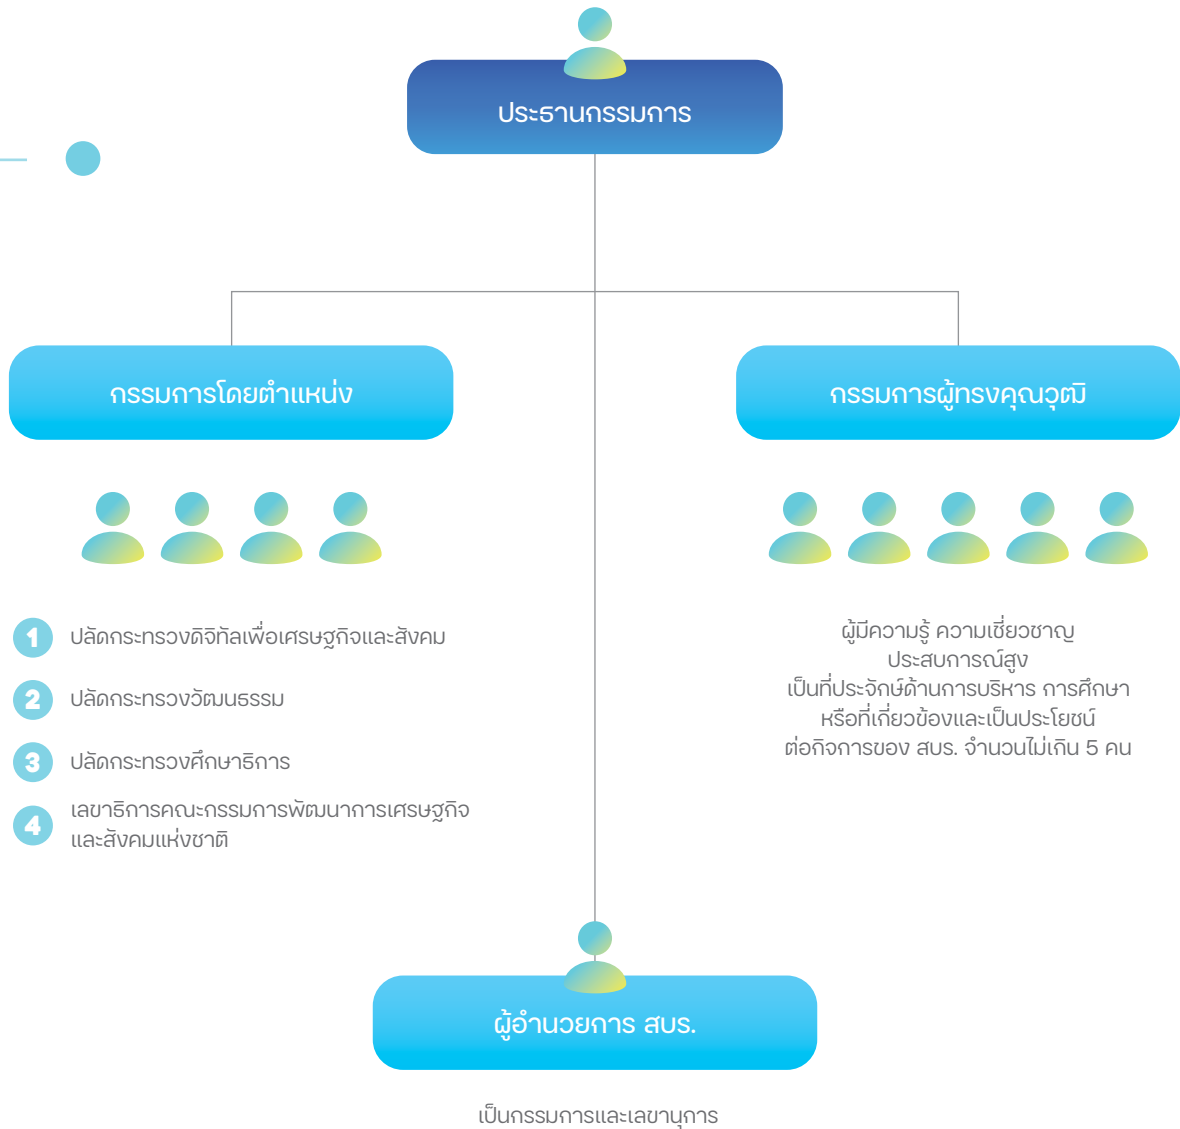 ประธานกรรมการ
กรรมการโดยตำแหน่ง
1 ปลัดกระทรวงดิจิทัลเพื่อเศรษฐกิจและสังคม
2 ปลัดกระทรวงวัฒนธรรม
3 ปลัดกระทรวงศึกษาธิการ
4 เลขาธิการคณะกรรมการพัฒนาการเศรษฐกิจ
และสังคมแห่งชาติ
กรรมการผู้ทรงคุณวุฒิ
ผู้มีความรู้ ความเชี่ยวชาญ
ประสบการณ์สูง
เป็นที่ประจักษ์ด้านการบริหาร การศึกษา
หรือที่เกี่ยวข้องและเป็นประโยชน์
ต่อกิจการของ สบร. จำนวนไม่เกิน 5 คน
ผู้อำนวยการ สบร.
เป็นกรรมการและเลขานุการ